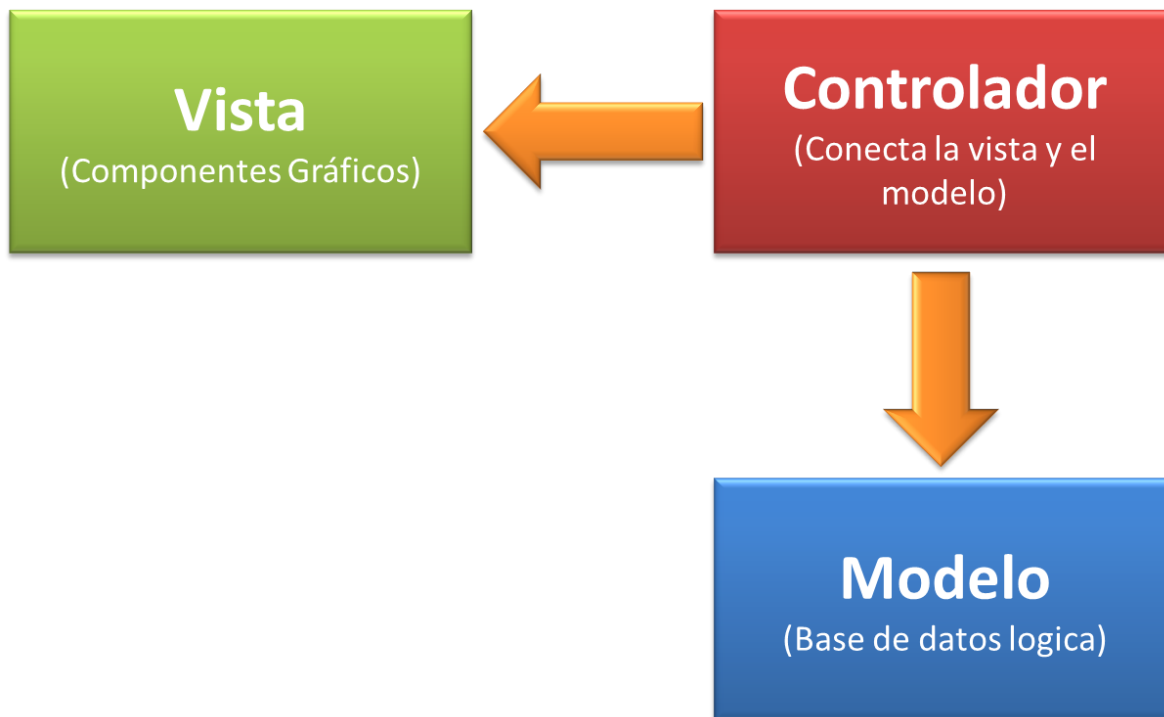 Vista
(Componentes Gráficos)
Controlador
(Conecta la vista y el
modelo)
Modelo
(Base de datos logica)